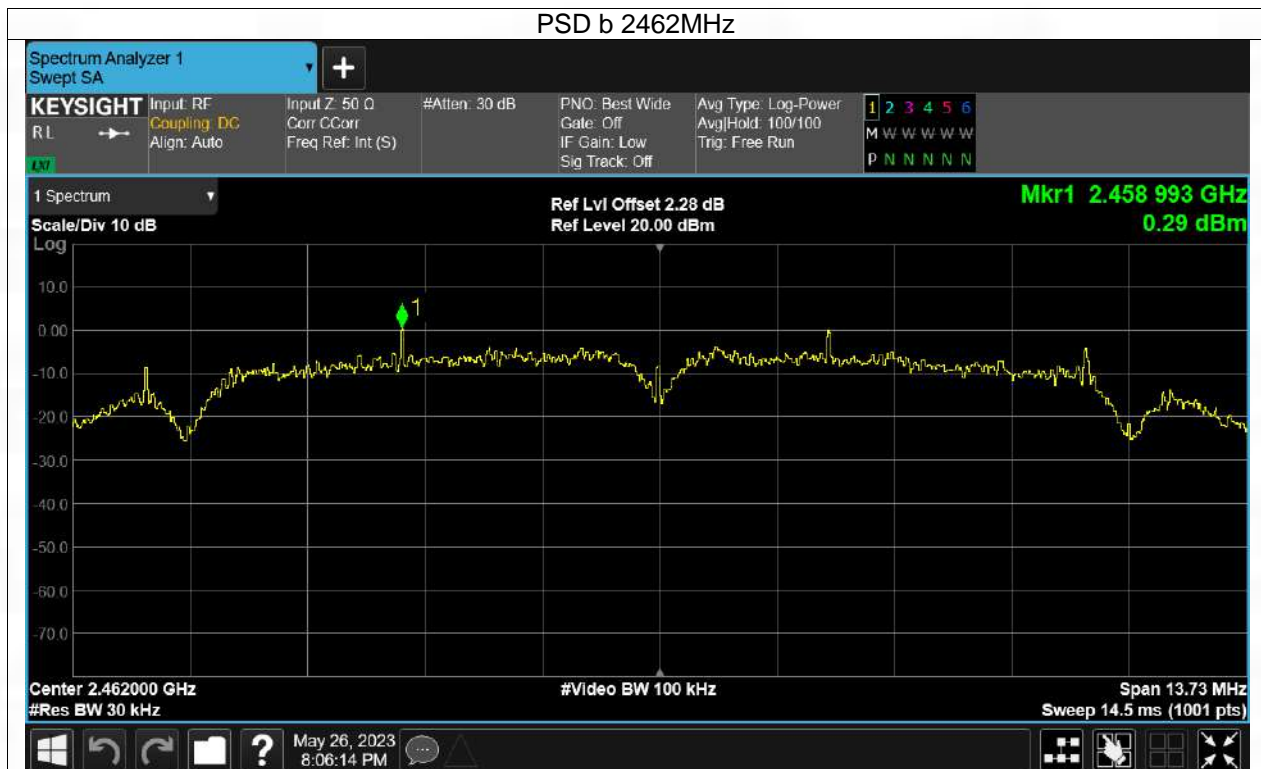 PSD b 2462MHz
Spectrum Analyzer 1
Swept SA
+
KEYSIGHT
RL
LXI
Input: RF
Coupling: DC
Align: Auto
Input Z: 50 Ω
Corr CCorr
Freq Ref: Int (S)
#Atten: 30 dB
PNO: Best Wide
Gate: Off
IF Gain: Low
Sig Track: Off
Avg Type: Log-Power
Avg|Hold: 100/100
Trig: Free Run
1 2 3 4 5 6
M W W W W W
P N N N N N
1 Spectrum
Scale/Div 10 dB
Log
Ref Lvl Offset 2.28 dB
Ref Level 20.00 dBm
Mkr1 2.458 993 GHz
0.29 dBm
1
10.0
0.00
-10.0
-20.0
-30.0
-40.0
-50.0
-60.0
-70.0
Center 2.462000 GHz
#Res BW 30 kHz
#Video BW 100 kHz
Span 13.73 MHz
Sweep 14.5 ms (1001 pts)
?
May 26, 2023
8:06:14 PM